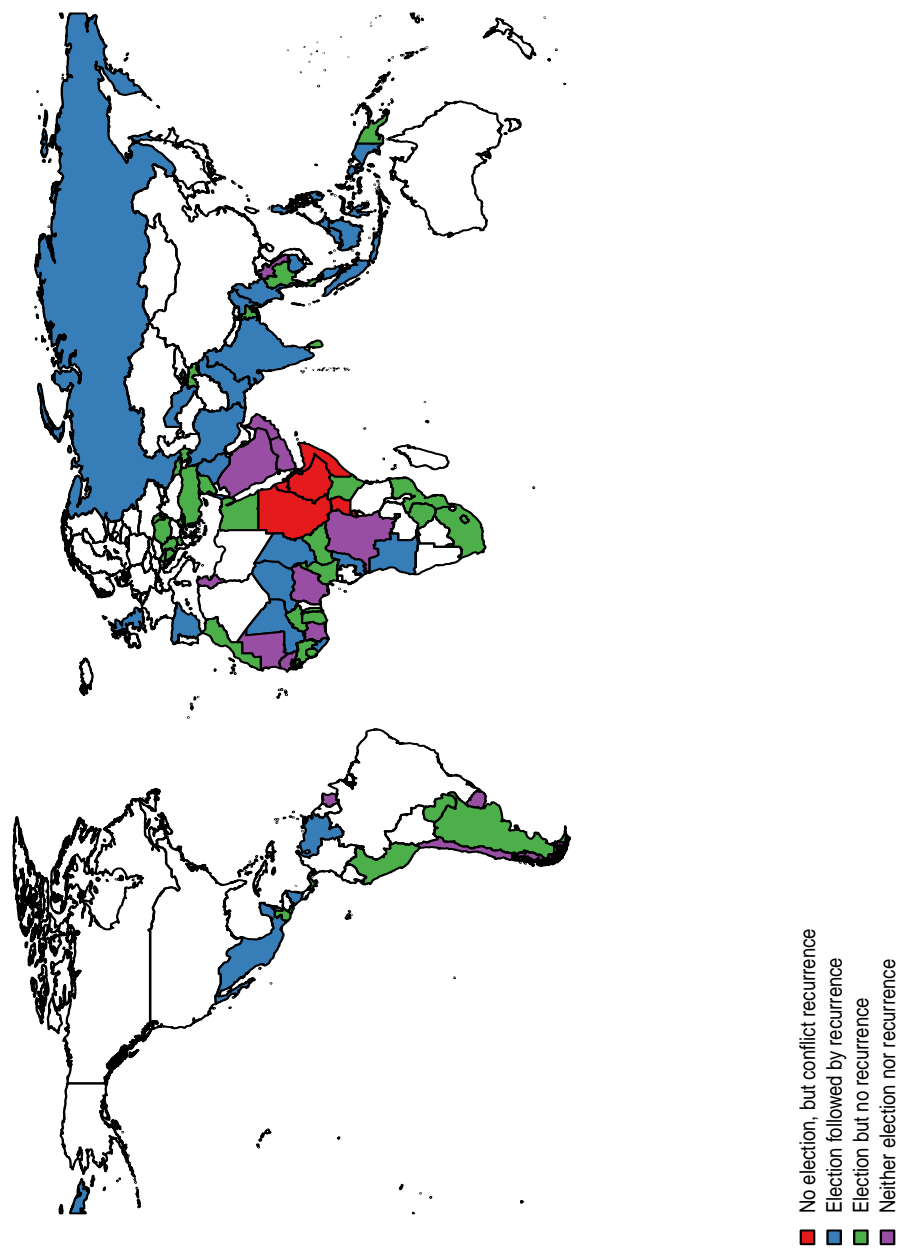 No election, but conflict recurrence
Election followed by recurrence
Election but no recurrence
Neither election nor recurrence